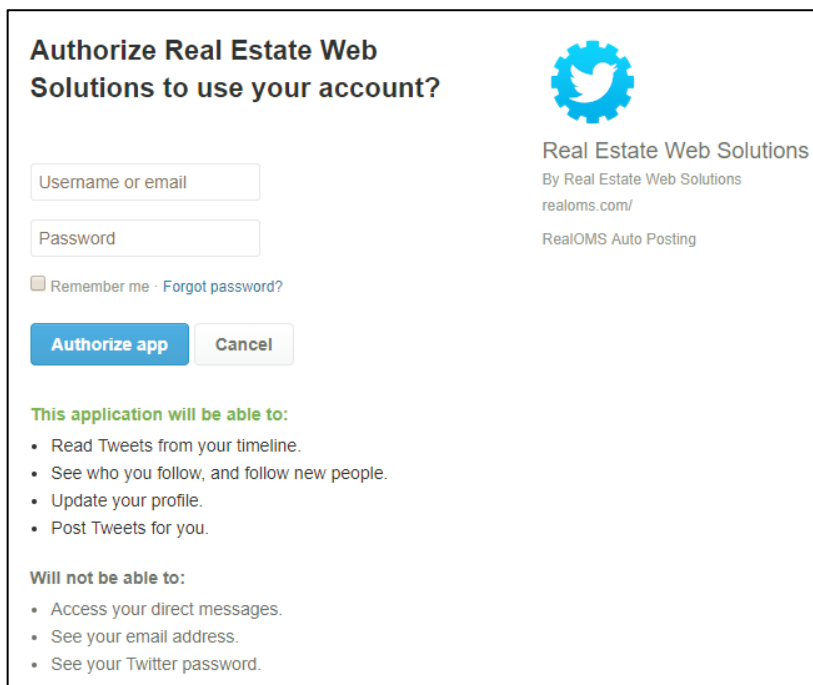 Authorize Real Estate Web
Solutions to use your account?
Username or email
Password
Remember me · Forgot password?
Authorize app
Cancel
This application will be able to:
• Read Tweets from your timeline.
• See who you follow, and follow new people.
• Update your profile.
• Post Tweets for you.
Will not be able to:
• Access your direct messages.
• See your email address.
• See your Twitter password.
Real Estate Web Solutions
By Real Estate Web Solutions
realoms.com/
RealOMS Auto Posting